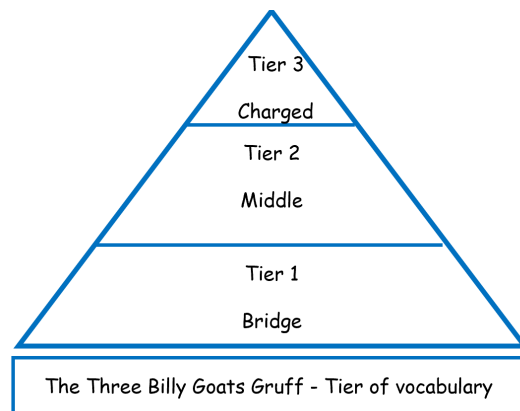 Tier 3
Charged
Tier 2
Middle
Tier 1
Bridge
The Three Billy Goats Gruff - Tier of vocabulary